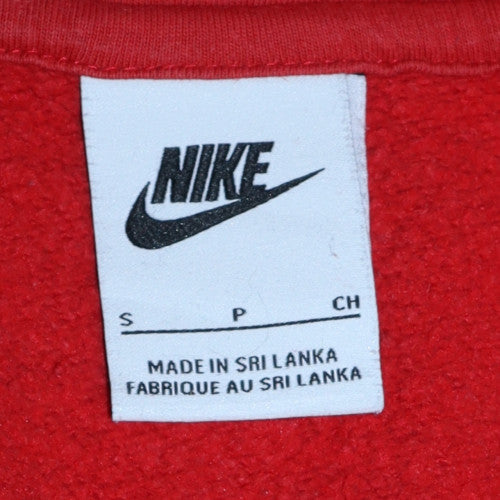 NIKE
S P CH
MADE IN SRI LANKA
FABRIQUE AU SRI LANKA